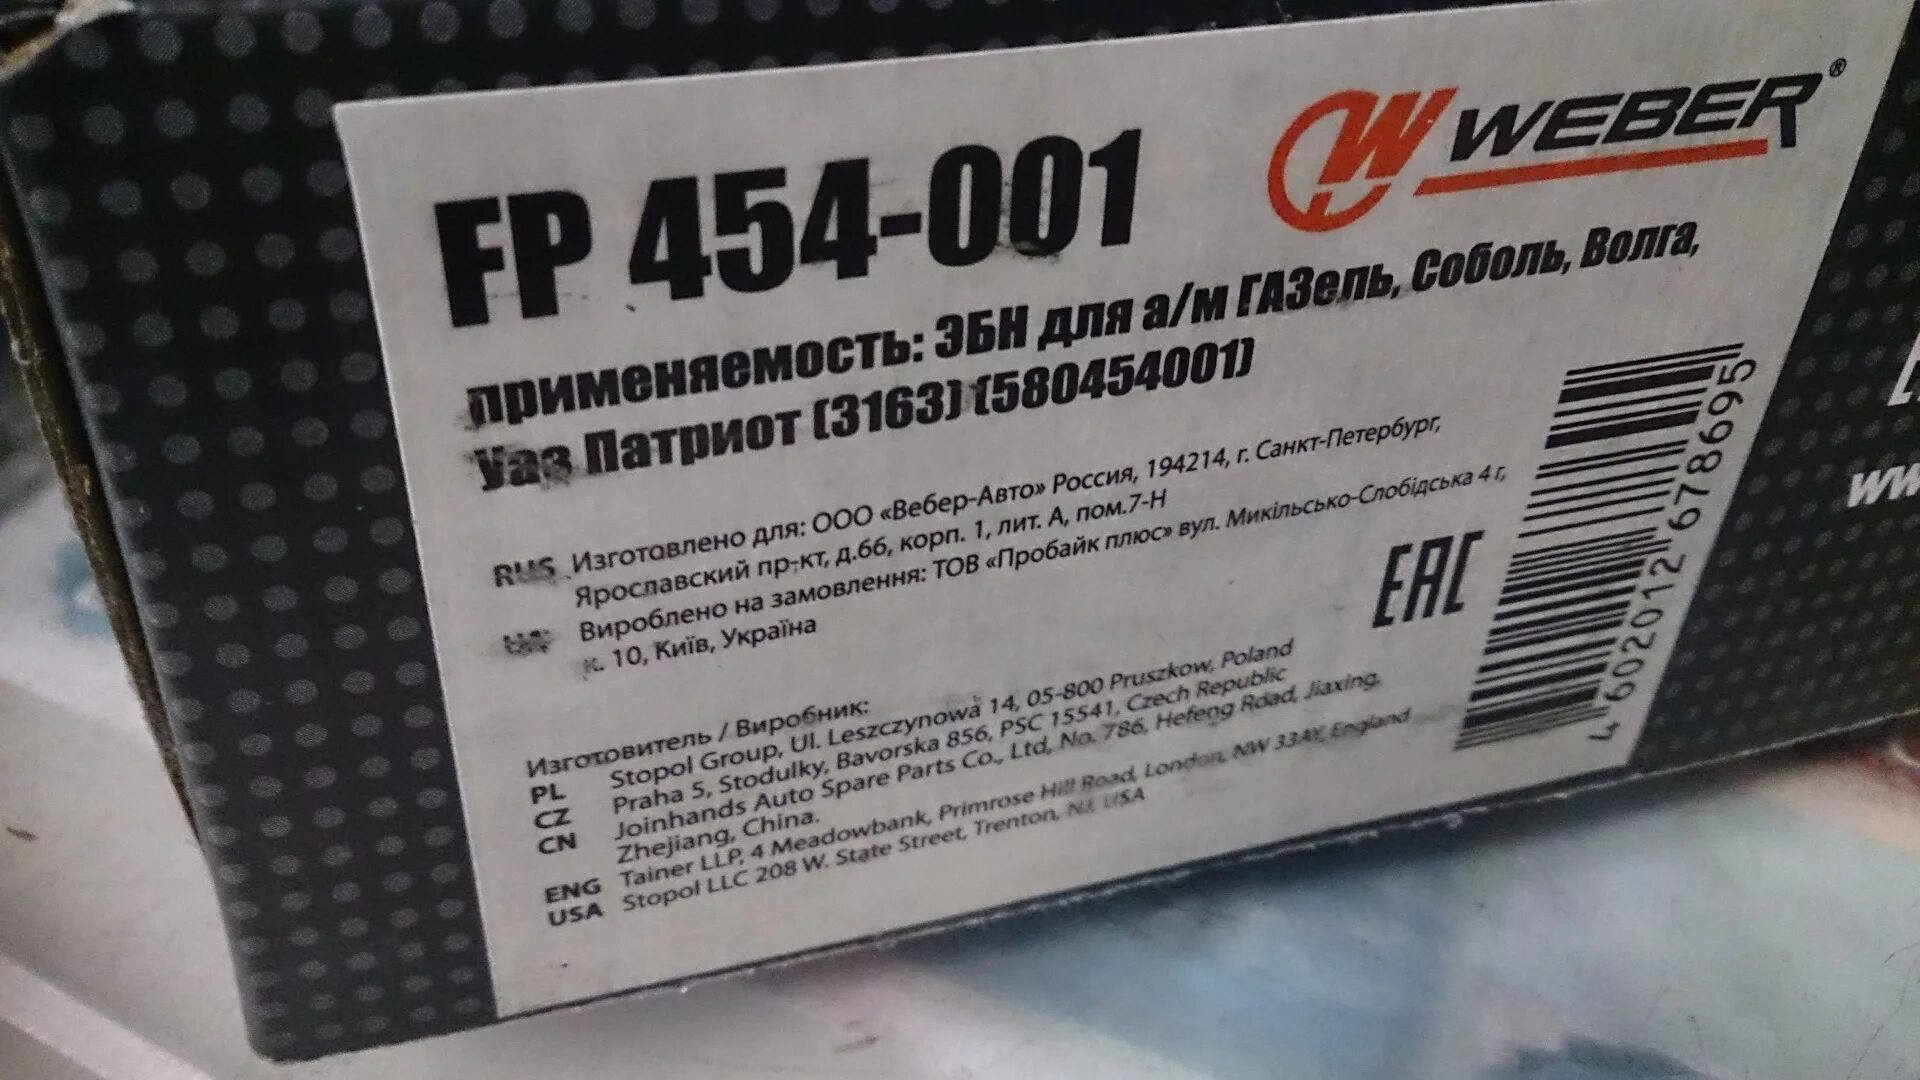 WEBER®
FP 454-001
применяемость: ЭБН для а/м ГАЗель, Соболь, Волга,
Уаз Патриот (3163) (580454001)
RUS Изготовлено для: ООО «Вебер-Авто» Россия, 194214, г. Санкт-Петербург,
Ярославский пр-кт, д.66, корп. 1, лит. А, пом.7-Н
Вироблено на замовлення: ТОВ «Пробайк плюс» вул. Микільсько-Слобідська 4 г,
к. 10, Київ, Україна
EAC
4 602012 678695
Изготовитель / Виробник:
PL Stopol Group, Ul. Leszczynowa 14, 05-800 Pruszkow, Poland
CZ Praha 5, Stodulky, Bavorska 856, PSC 15541, Czech Republic
CN Joinhands Auto Spare Parts Co., Ltd, No. 786, Hefeng Road, Jiaxing,
Zhejiang, China.
ENG Tainer LLP, 4 Meadowbank, Primrose Hill Road, London, NW 33AY, England
USA Stopol LLC 208 W. State Street, Trenton, NJ, USA